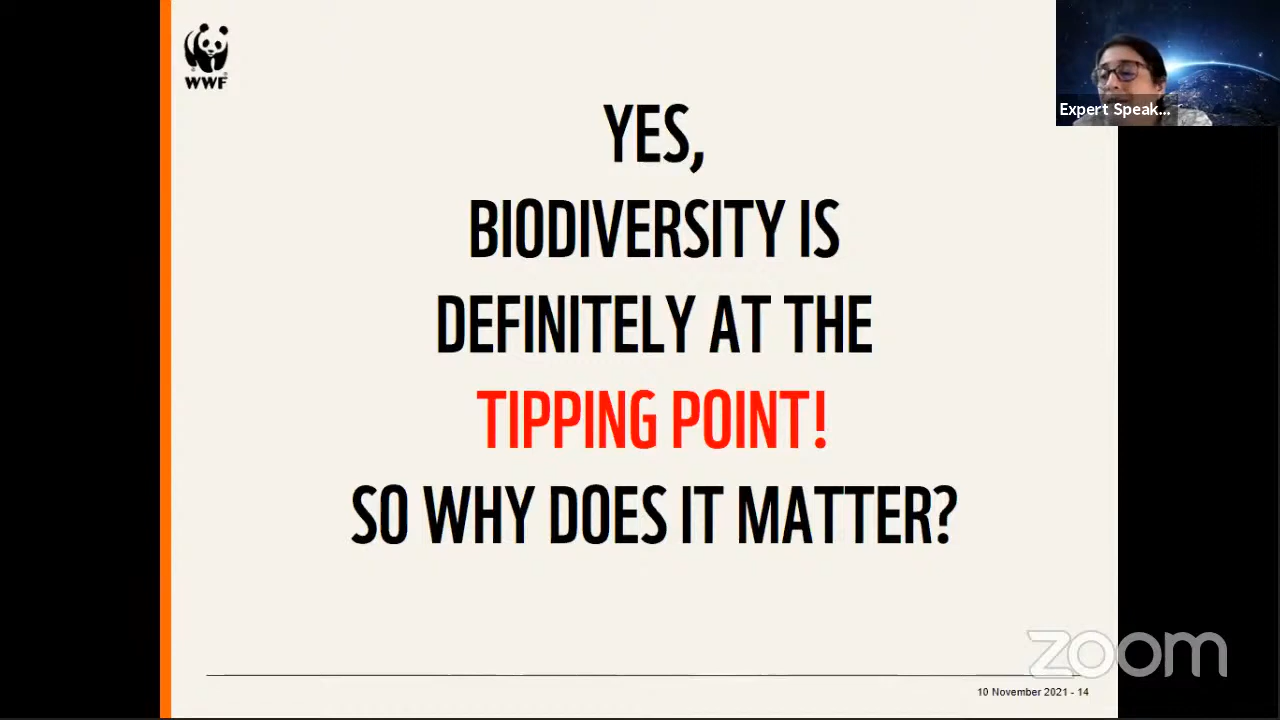 WWF
Expert Speak...
YES,
BIODIVERSITY IS
DEFINITELY AT THE
TIPPING POINT!
SO WHY DOES IT MATTER?
zoom
10 November 2021 - 14